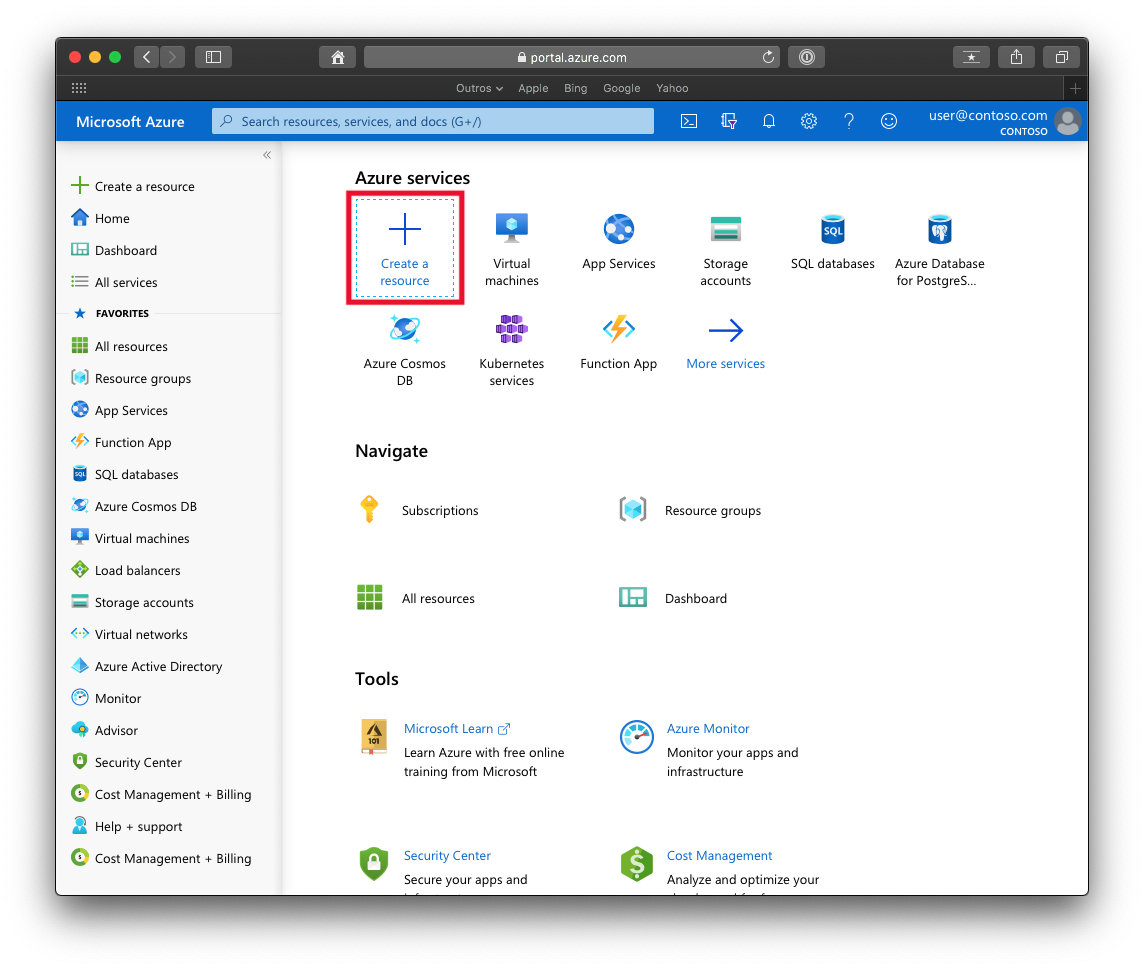 portal.azure.com
Outros Apple Bing Google Yahoo
Microsoft Azure
Search resources, services, and docs (G+/)
user@contoso.com
CONTOSO
Create a resource
Home
Dashboard
All services
FAVORITES
All resources
Resource groups
App Services
Function App
SQL databases
Azure Cosmos DB
Virtual machines
Load balancers
Storage accounts
Virtual networks
Azure Active Directory
Monitor
Advisor
Security Center
Cost Management + Billing
Help + support
Cost Management + Billing
Azure services
Create a
resource
Virtual
machines
App Services
Storage
accounts
SQL
SQL databases
Azure Database
for PostgreS...
Azure Cosmos
DB
Kubernetes
services
Function App
More services
Navigate
Subscriptions
Resource groups
All resources
Dashboard
Tools
101
Microsoft Learn
Learn Azure with free online
training from Microsoft
Azure Monitor
Monitor your apps and
infrastructure
Security Center
Secure your apps and
Cost Management
Analyze and optimize your